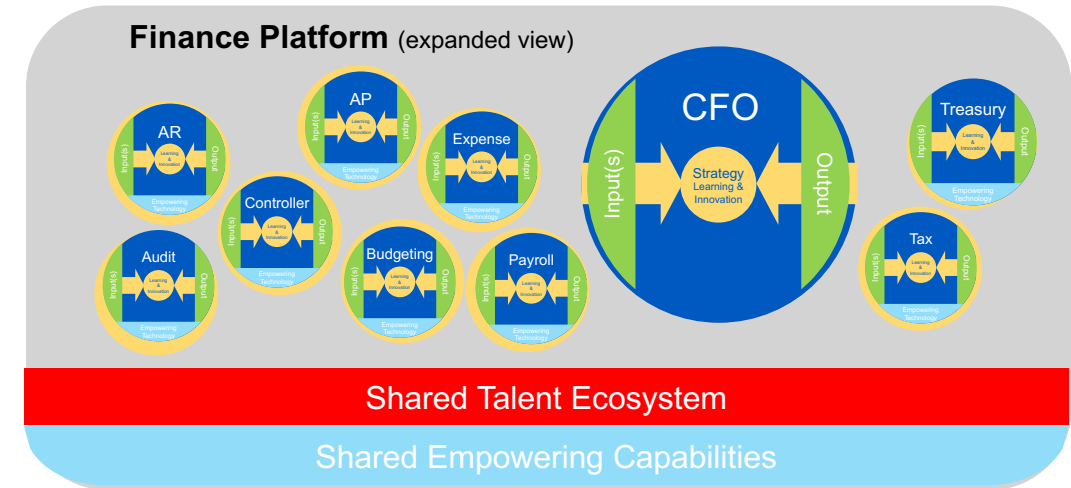 Finance Platform (expanded view)
AR
Input(s)
Learning
&
Innovation
Output
Empowering
Technology
AP
Input(s)
Learning
&
Innovation
Output
Empowering
Technology
Expense
Input(s)
Learning
&
Innovation
Output
Empowering
Technology
Controller
Input(s)
Learning
&
Innovation
Output
Empowering
Technology
Audit
Input(s)
Learning
&
Innovation
Output
Empowering
Technology
Budgeting
Input(s)
Learning
&
Innovation
Output
Empowering
Technology
Payroll
Input(s)
Learning
&
Innovation
Output
Empowering
Technology
CFO
Input(s)
Strategy
Learning &
Innovation
Output
Treasury
Input(s)
Learning
&
Innovation
Output
Empowering
Technology
Tax
Input(s)
Learning
&
Innovation
Output
Empowering
Technology
Shared Talent Ecosystem
Shared Empowering Capabilities